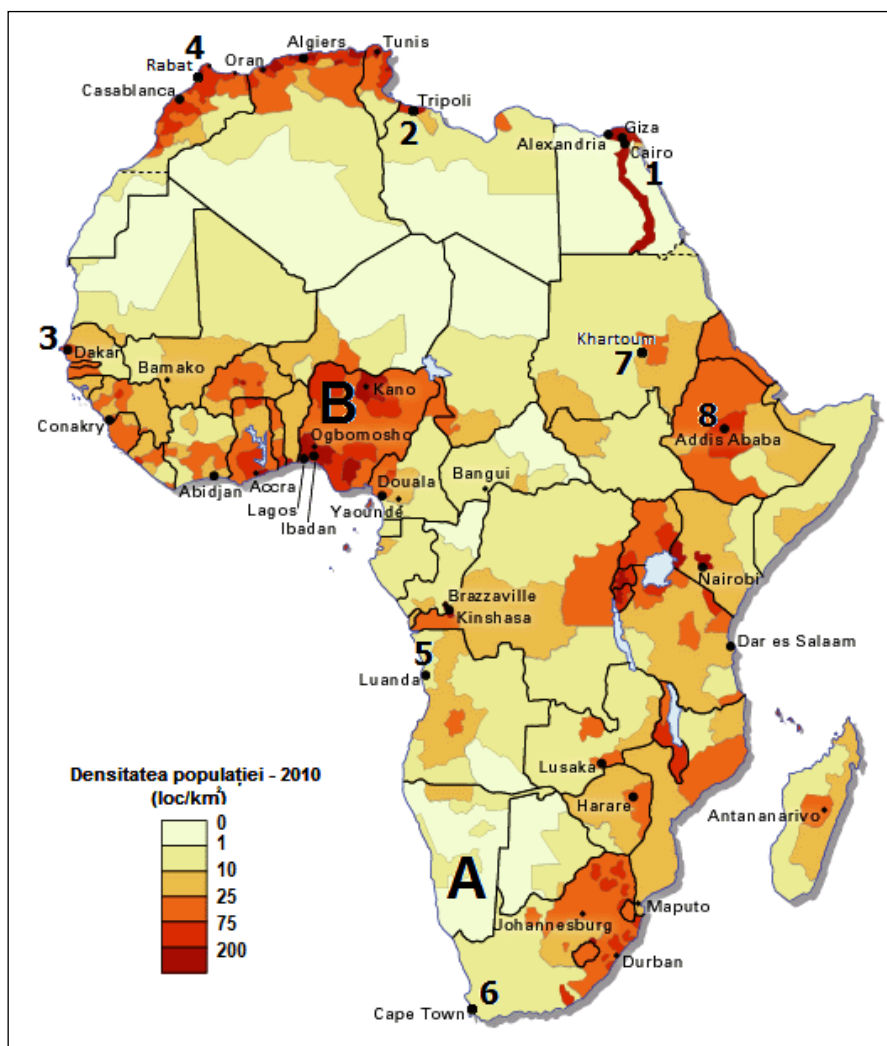 4
Rabat
Oran
Algiers
Tunis
Casablanca
Tripoli
2
Giza
Alexandria
Cairo
1
3
Dakar
Bamako
Khartoum
7
B
Kano
8
Addis Ababa
Ogbomosho
Conakry
Abidjan
Accra
Lagos
Ibadan
Douala
Yaoundé
Bangui
Nairobi
Brazzaville
Kinshasa
5
Luanda
Dar es Salaam
Lusaka
Harare
Antananarivo
A
Maputo
Johannesburg
Durban
6
Cape Town
Densitatea populației - 2010
(loc/km²)
0
1
10
25
75
200